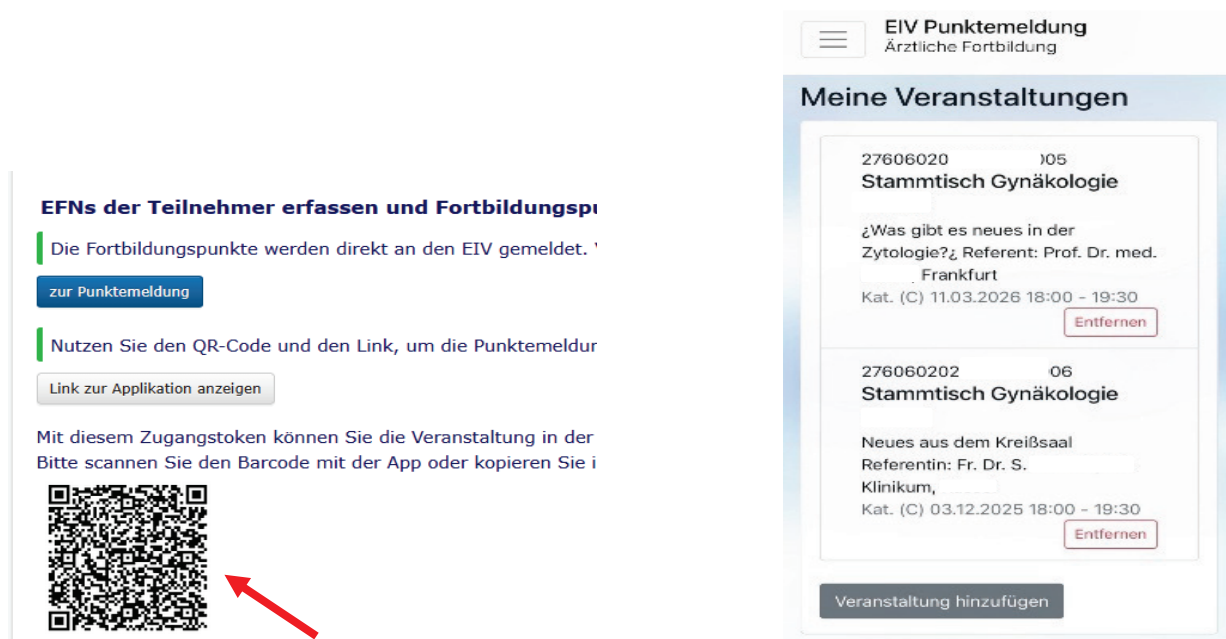 EFNs der Teilnehmer erfassen und Fortbildungspu
Die Fortbildungspunkte werden direkt an den EIV gemeldet. V
zur Punktemeldung
Nutzen Sie den QR-Code und den Link, um die Punktemeldur
Link zur Applikation anzeigen
Mit diesem Zugangstoken können Sie die Veranstaltung in der
Bitte scannen Sie den Barcode mit der App oder kopieren Sie i
EIV Punktemeldung
Ärztliche Fortbildung
Meine Veranstaltungen
27606020 005
Stammtisch Gynäkologie
¿Was gibt es neues in der
Zytologie?¿ Referent: Prof. Dr. med.
, Frankfurt
Kat. (C) 11.03.2026 18:00 - 19:30
Entfernen
276060202 06
Stammtisch Gynäkologie
Neues aus dem Kreißsaal
Referentin: Fr. Dr. S.
Klinikum,
Kat. (C) 03.12.2025 18:00 - 19:30
Entfernen
Veranstaltung hinzufügen